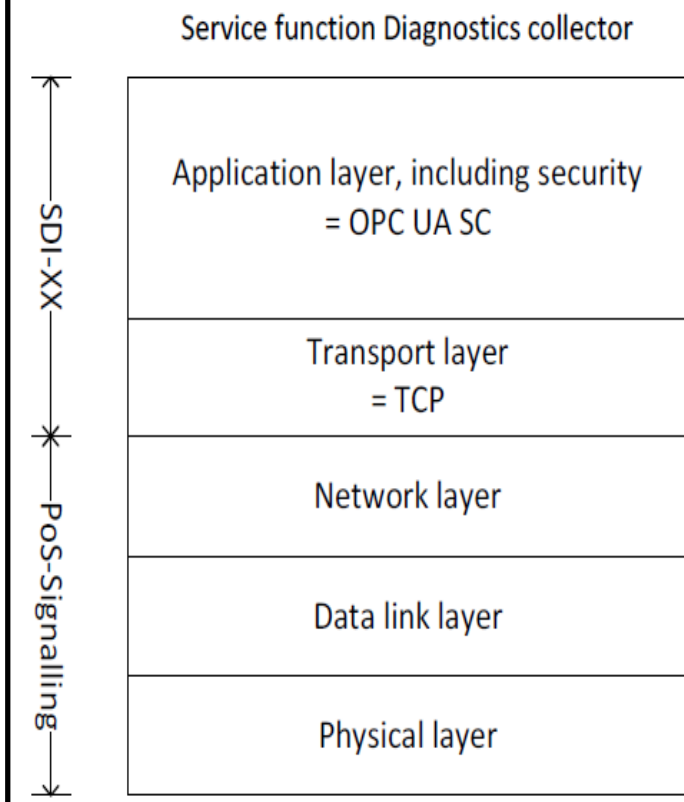 Service function Diagnostics collector
SDI-XX
Application layer, including security
= OPC UA SC
Transport layer
= TCP
PoS-Signalling
Network layer
Data link layer
Physical layer